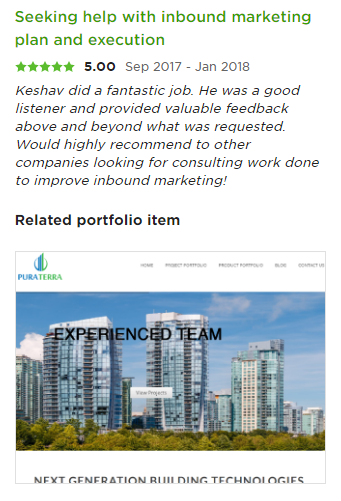 Seeking help with inbound marketing
plan and execution
5.00 Sep 2017 - Jan 2018
Keshav did a fantastic job. He was a good
listener and provided valuable feedback
above and beyond what was requested.
Would highly recommend to other
companies looking for consulting work done
to improve inbound marketing!
Related portfolio item
PURATERRA
HOME PROJECT PORTFOLIO PRODUCT PORTFOLIO BLOG CONTACT US
EXPERIENCED TEAM
View Projects
NEXT GENERATION BUILDING TECHNOLOGIES